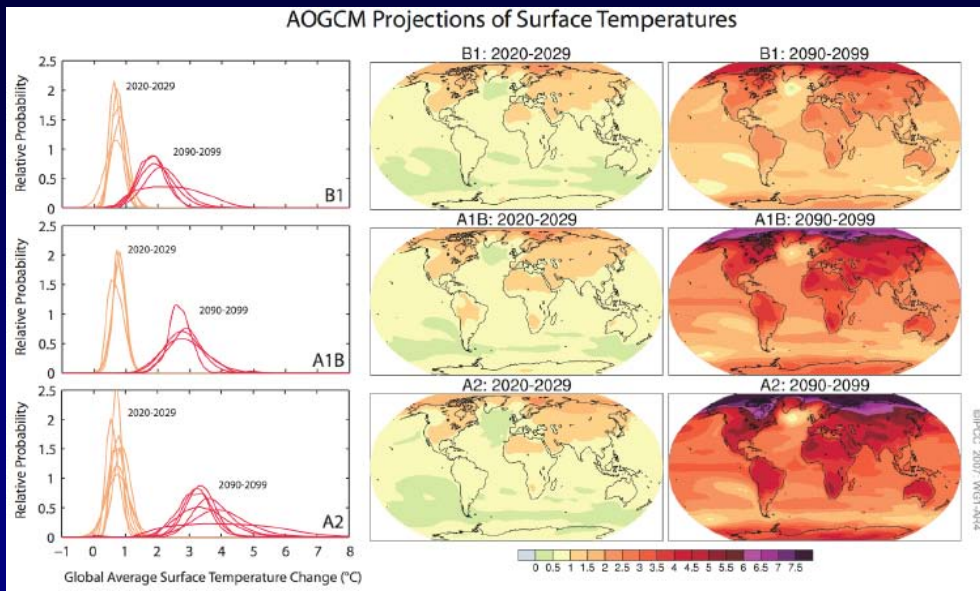 AOGCM Projections of Surface Temperatures
Relative Probability
2.5
2
1.5
1
0.5
0
2020-2029
2090-2099
B1
B1: 2020-2029
B1: 2090-2099
Relative Probability
2.5
2
1.5
1
0.5
0
2020-2029
2090-2099
A1B
A1B: 2020-2029
A1B: 2090-2099
Relative Probability
2.5
2
1.5
1
0.5
0
2020-2029
2090-2099
A2
A2: 2020-2029
A2: 2090-2099
-1 0 1 2 3 4 5 6 7 8
Global Average Surface Temperature Change (°C)
0 0.5 1 1.5 2 2.5 3 3.5 4 4.5 5 5.5 6 6.5 7 7.5
©IPCC 2007: WG1-AR4